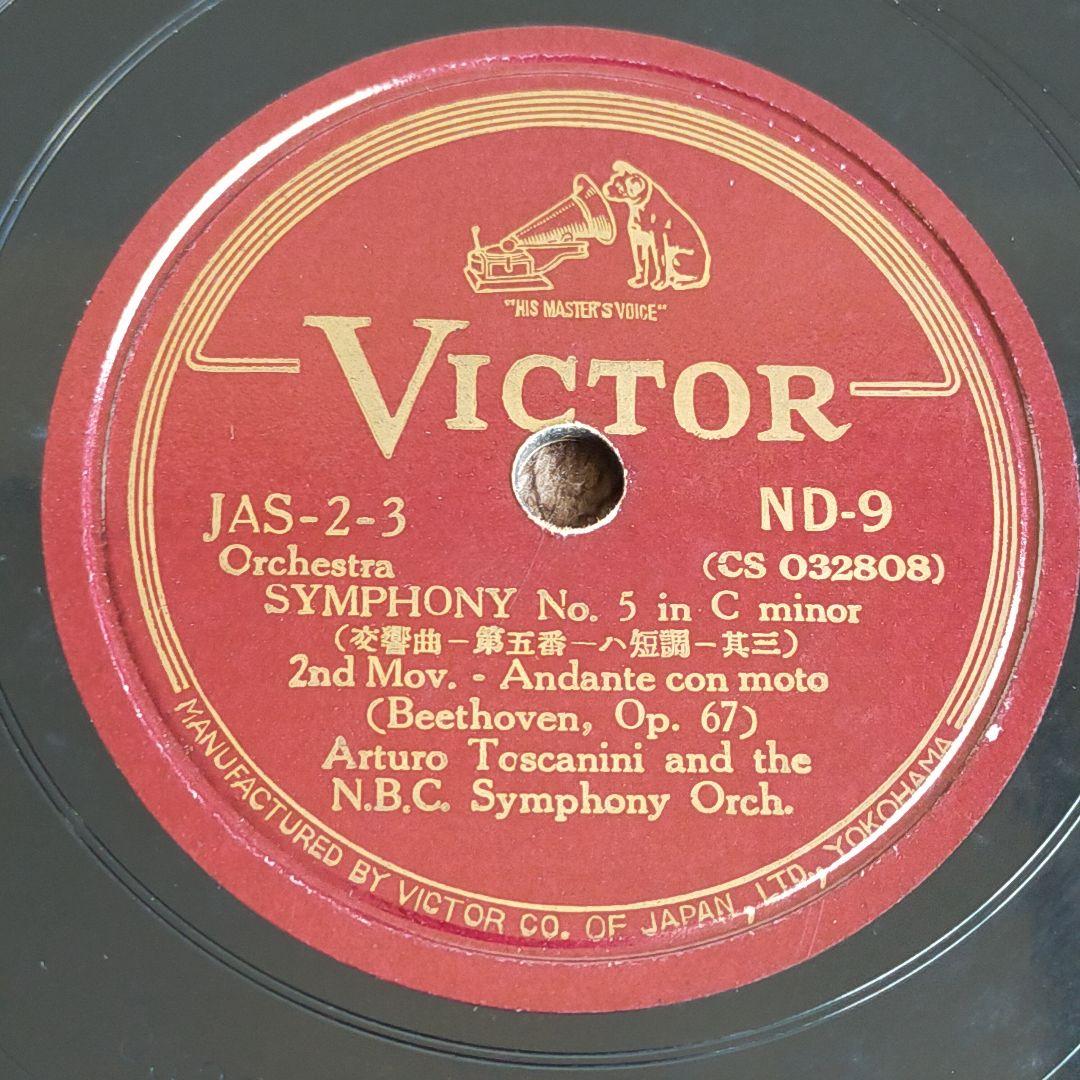 "HIS MASTER'S VOICE"
VICTOR
JAS-2-3
ND-9
Orchestra
(CS 032808)
SYMPHONY No. 5 in C minor
(交響曲－第五番－ハ短調－其三)
2nd Mov. - Andante con moto
(Beethoven, Op. 67)
Arturo Toscanini and the
N.B.C. Symphony Orch.
MANUFACTURED BY VICTOR CO. OF JAPAN, LTD., YOKOHAMA